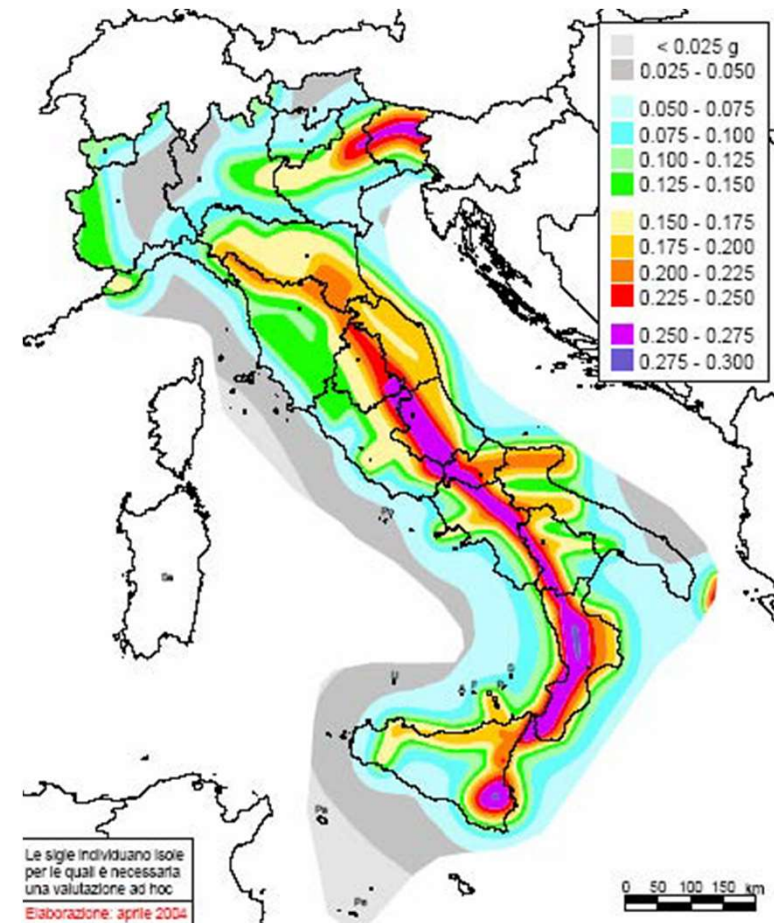 < 0.025 g
0.025 - 0.050
0.050 - 0.075
0.075 - 0.100
0.100 - 0.125
0.125 - 0.150
0.150 - 0.175
0.175 - 0.200
0.200 - 0.225
0.225 - 0.250
0.250 - 0.275
0.275 - 0.300
Sa
U
Pa
Pe
Le sigle individuano isole
per le quali è necessaria
una valutazione ad hoc
Elaborazione: aprile 2004
0 50 100 150 km